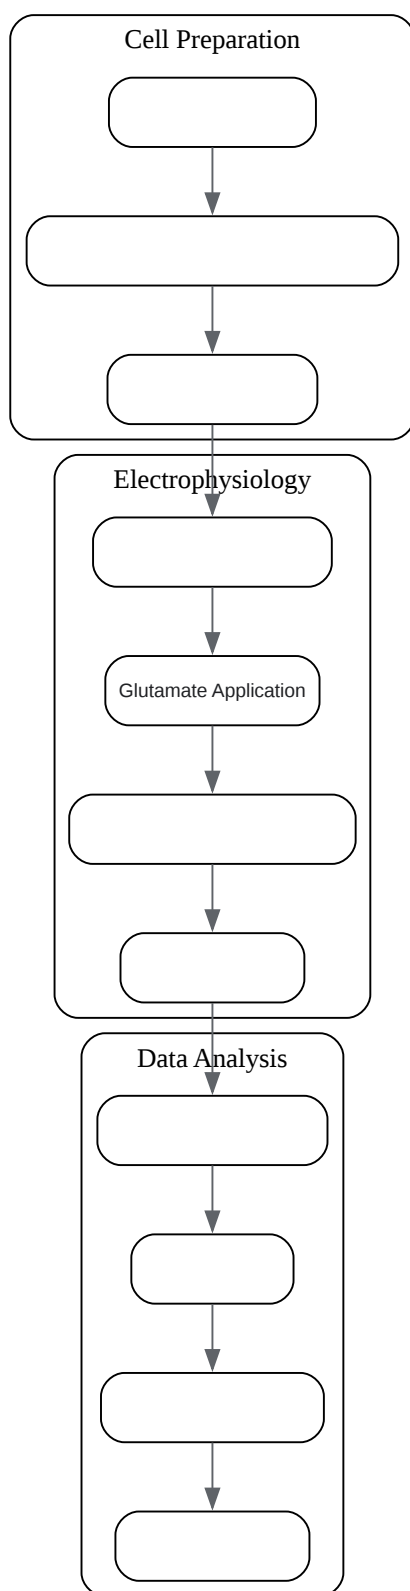 Cell Preparation
Electrophysiology
Glutamate Application
Data Analysis